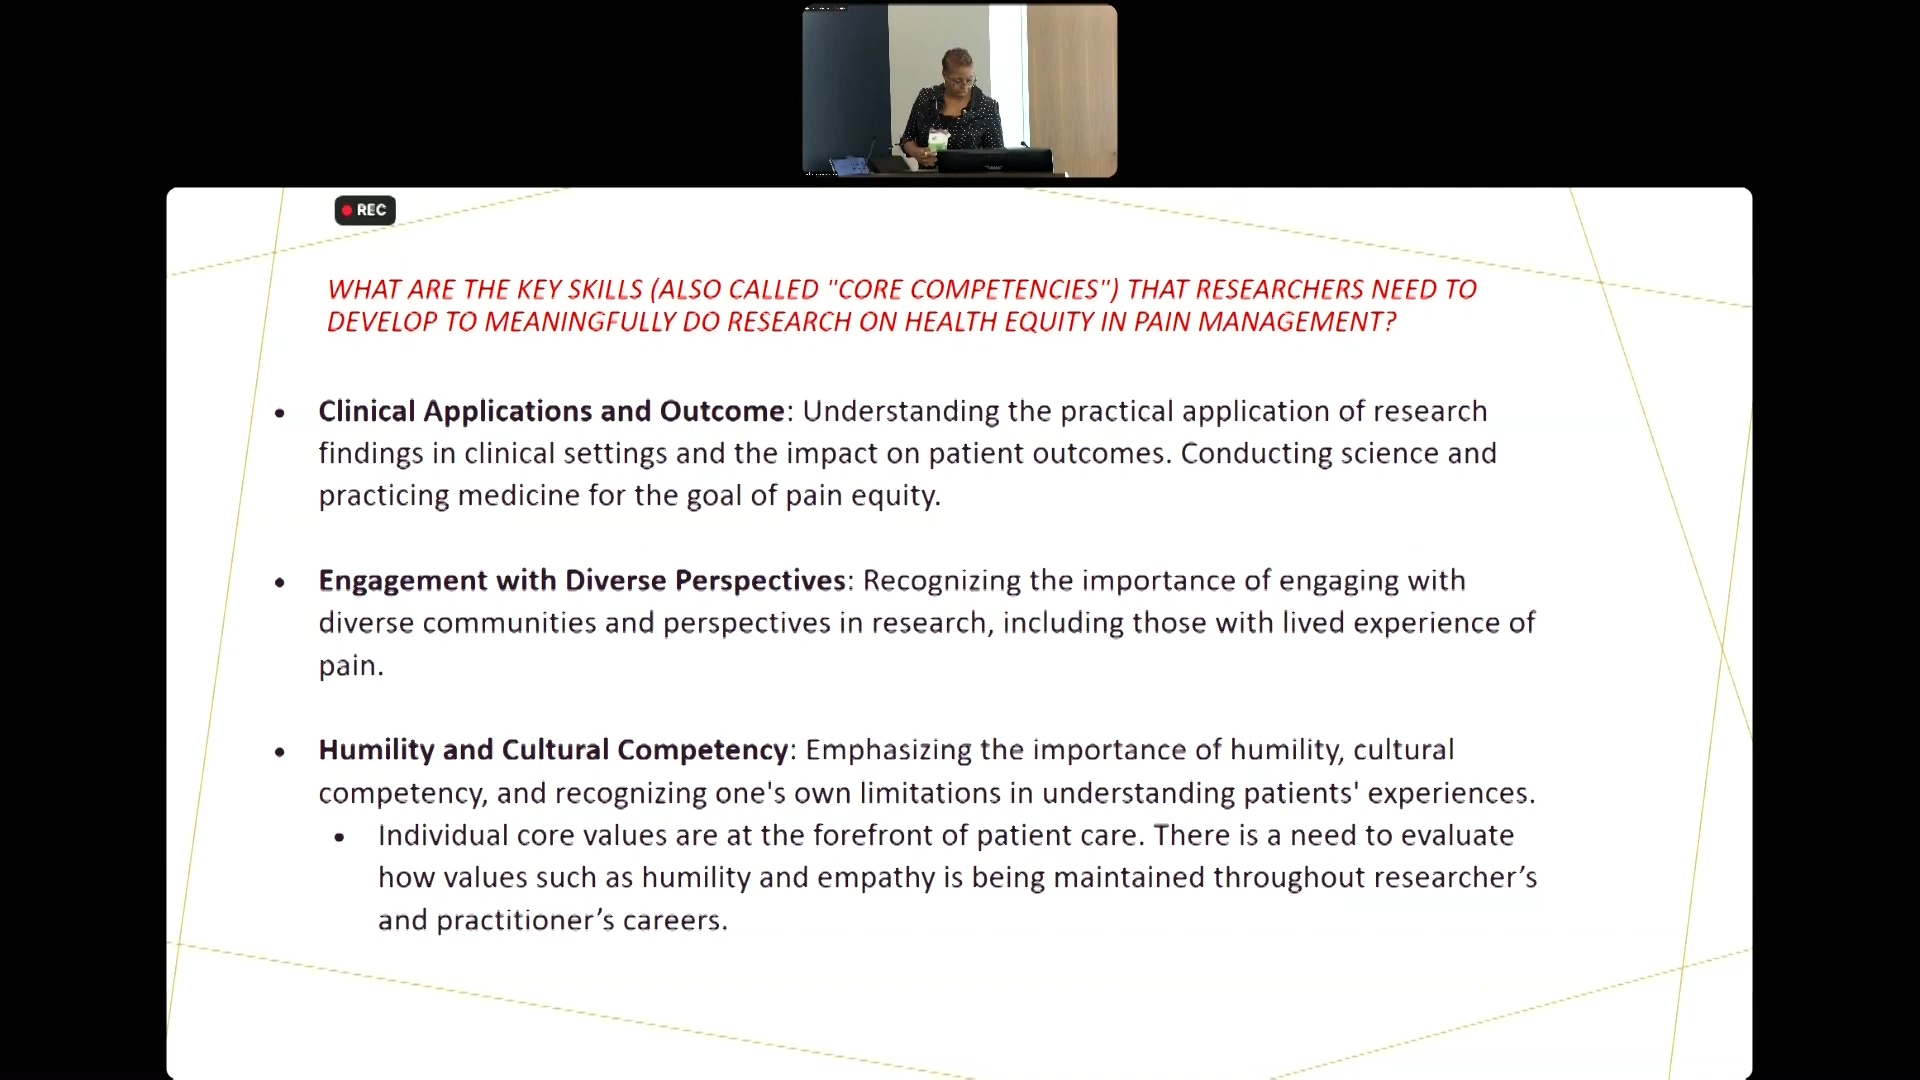 REC
WHAT ARE THE KEY SKILLS (ALSO CALLED "CORE COMPETENCIES") THAT RESEARCHERS NEED TO
DEVELOP TO MEANINGFULLY DO RESEARCH ON HEALTH EQUITY IN PAIN MANAGEMENT?
• Clinical Applications and Outcome: Understanding the practical application of research
findings in clinical settings and the impact on patient outcomes. Conducting science and
practicing medicine for the goal of pain equity.
• Engagement with Diverse Perspectives: Recognizing the importance of engaging with
diverse communities and perspectives in research, including those with lived experience of
pain.
• Humility and Cultural Competency: Emphasizing the importance of humility, cultural
competency, and recognizing one's own limitations in understanding patients' experiences.
• Individual core values are at the forefront of patient care. There is a need to evaluate
how values such as humility and empathy is being maintained throughout researcher’s
and practitioner’s careers.